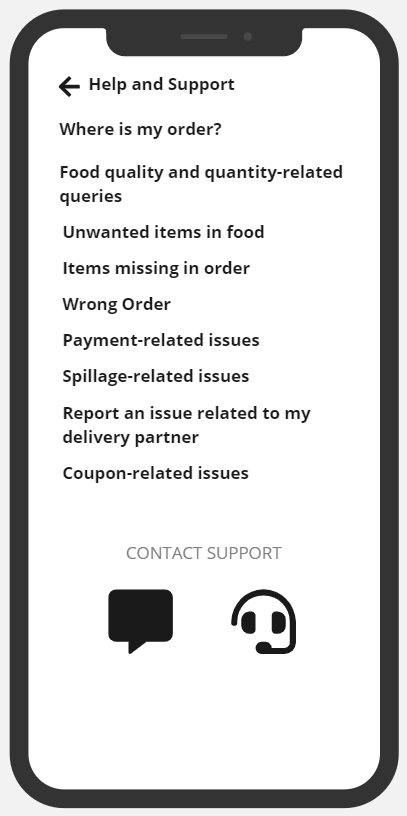 Help and Support
Where is my order?
Food quality and quantity-related
queries
Unwanted items in food
Items missing in order
Wrong Order
Payment-related issues
Spillage-related issues
Report an issue related to my
delivery partner
Coupon-related issues
CONTACT SUPPORT